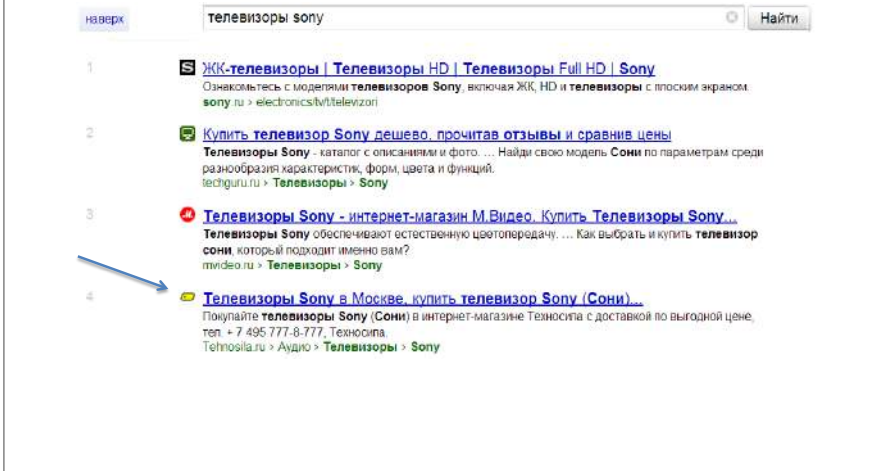 наверх телевизоры sony Найти
1 ЖК-телевизоры | Телевизоры HD | Телевизоры Full HD | Sony
Ознакомьтесь с моделями телевизоров Sony, включая ЖК, HD и телевизоры с плоским экраном.
sony.ru > electronics/tv/t/televizori
2 Купить телевизор Sony дешево, прочитав отзывы и сравнив цены
Телевизоры Sony - каталог с описаниями и фото. ... Найди свою модель Сони по параметрам среди
разнообразия характеристик, форм, цвета и функций.
techguru.ru > Телевизоры > Sony
3 Телевизоры Sony - интернет-магазин М.Видео. Купить Телевизоры Sony...
Телевизоры Sony обеспечивают естественную цветопередачу. ... Как выбрать и купить телевизор
сони, который подходит именно вам?
mvideo.ru > Телевизоры > Sony
4 Телевизоры Sony в Москве, купить телевизор Sony (Сони)...
Покупайте телевизоры Sony (Сони) в интернет-магазине Техносила с доставкой по выгодной цене,
тел. + 7 495 777-8-777, Техносила.
Tehnosila.ru > Аудио > Телевизоры > Sony